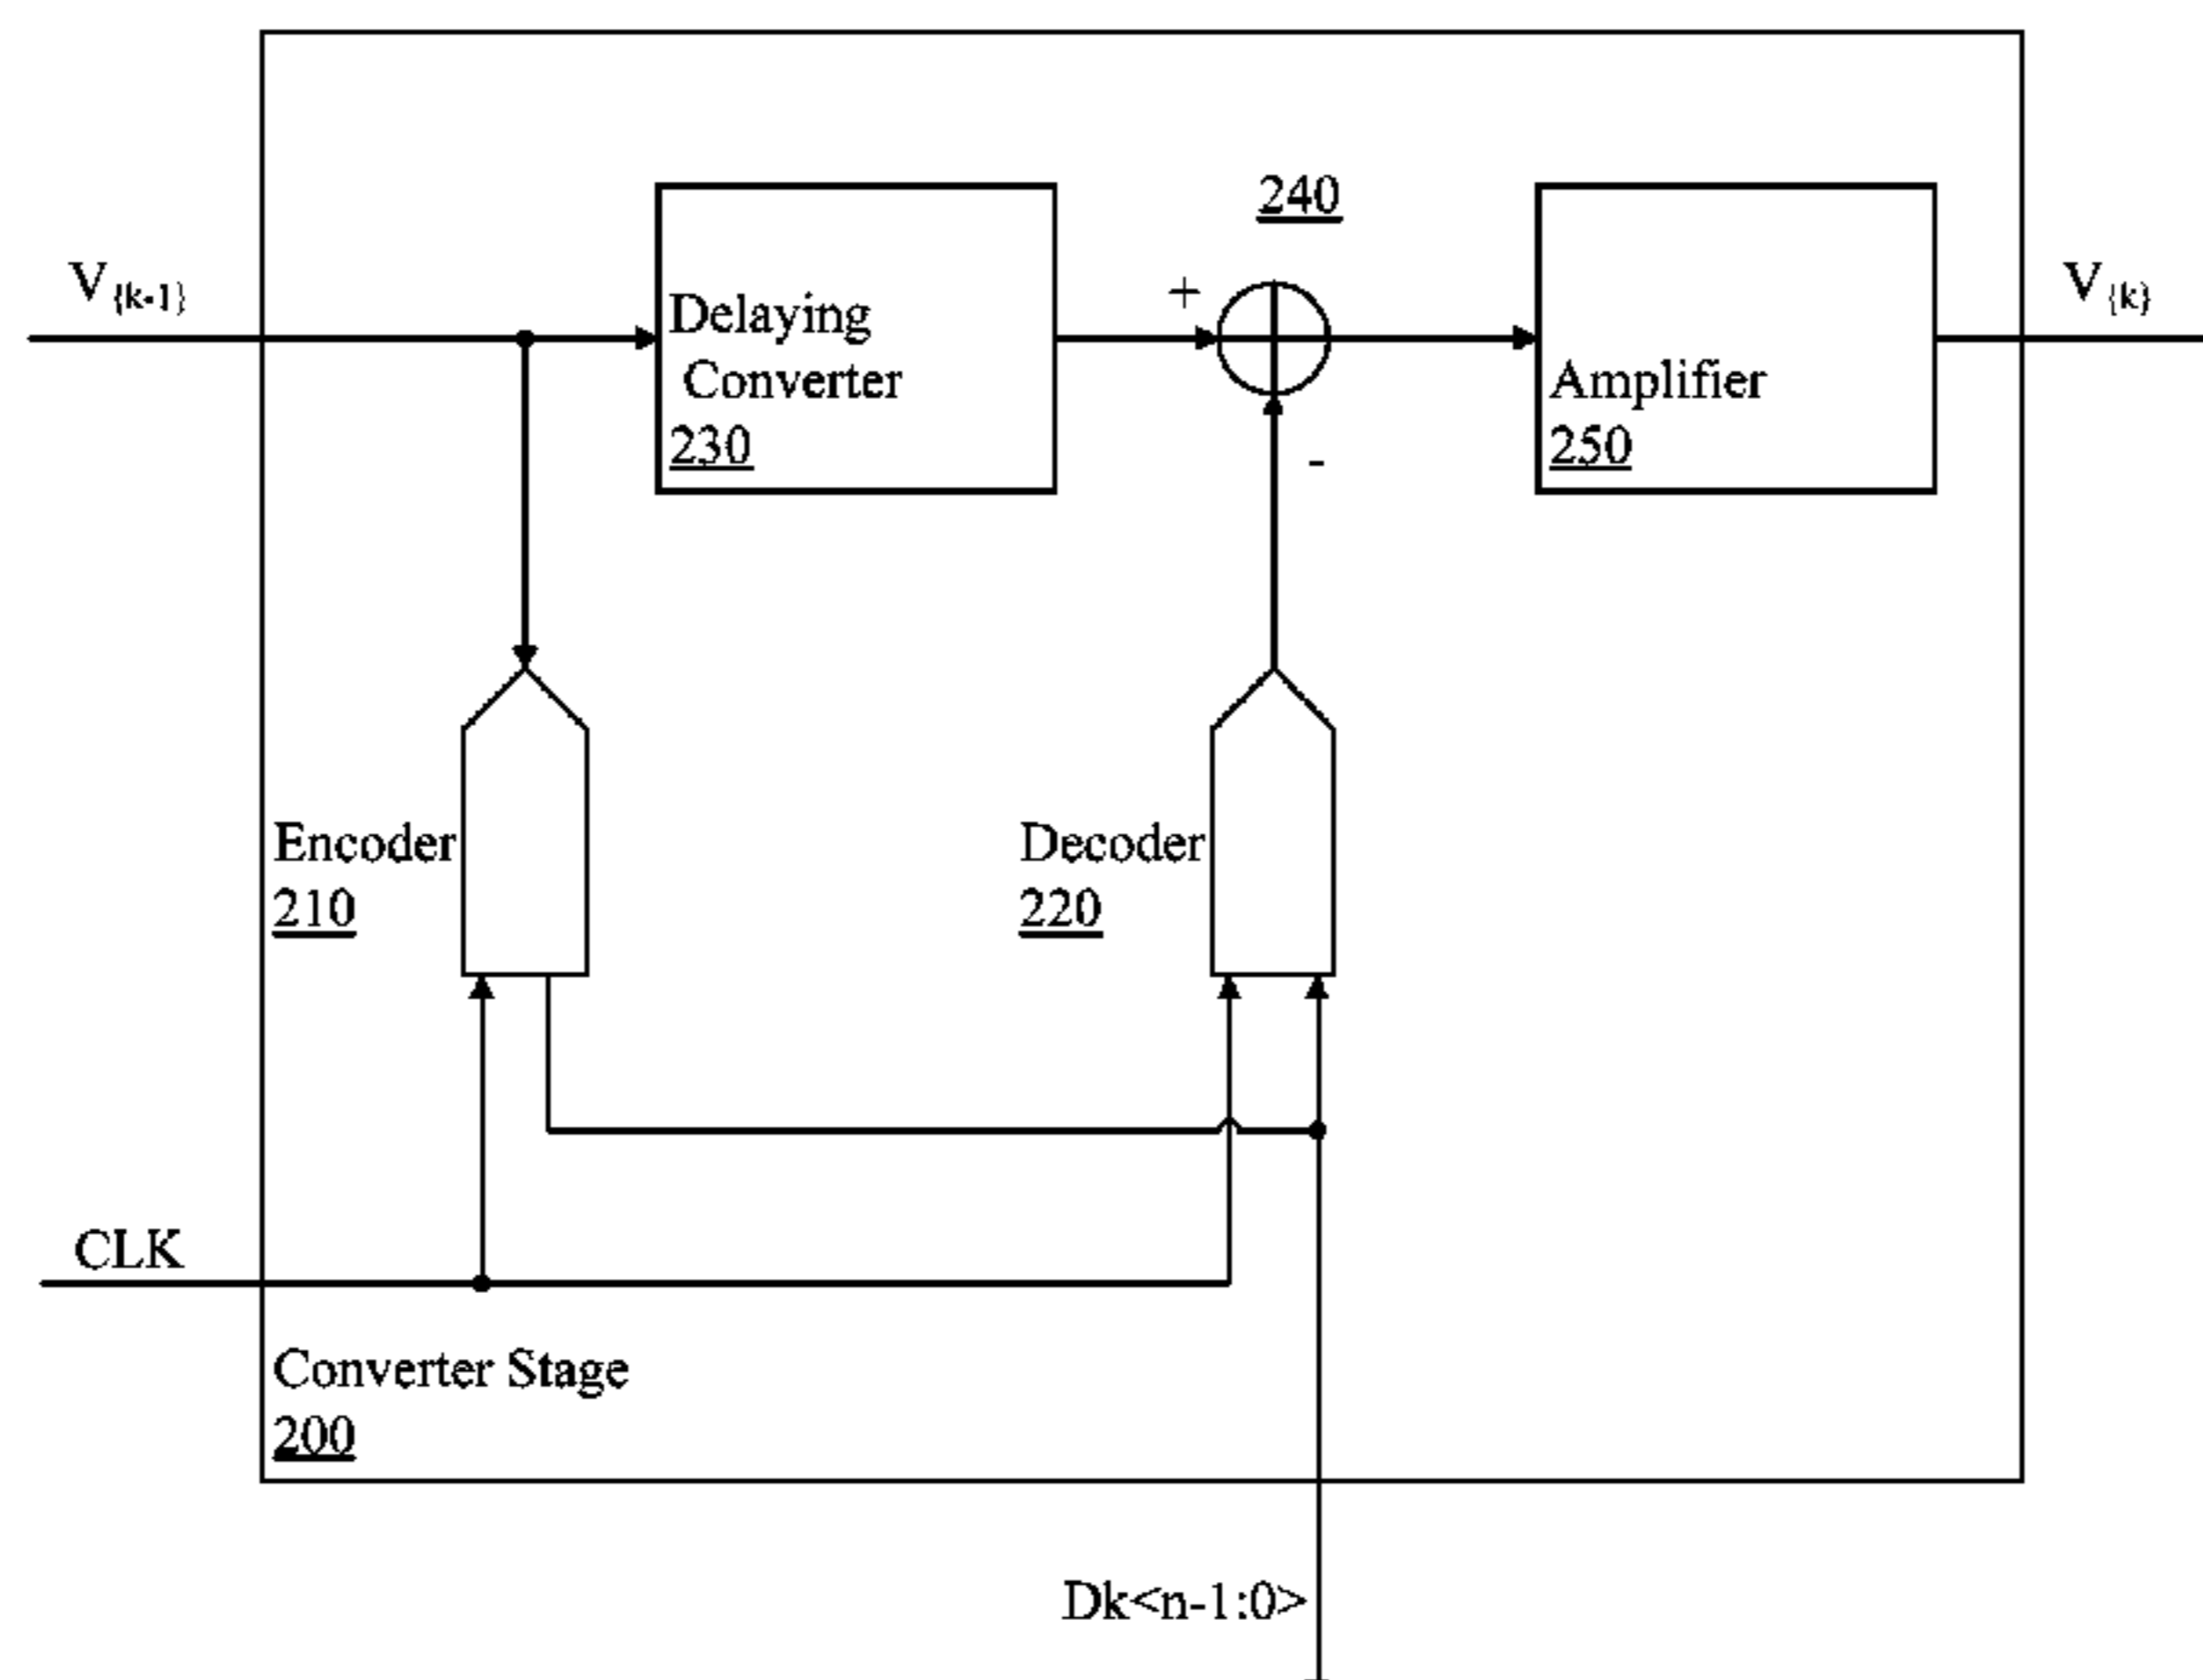 240
V{k-1}
Delaying
Converter
230
+
-
Amplifier
250
V{k}
Encoder
210
Decoder
220
CLK
Converter Stage
200
Dk<n-1:0>